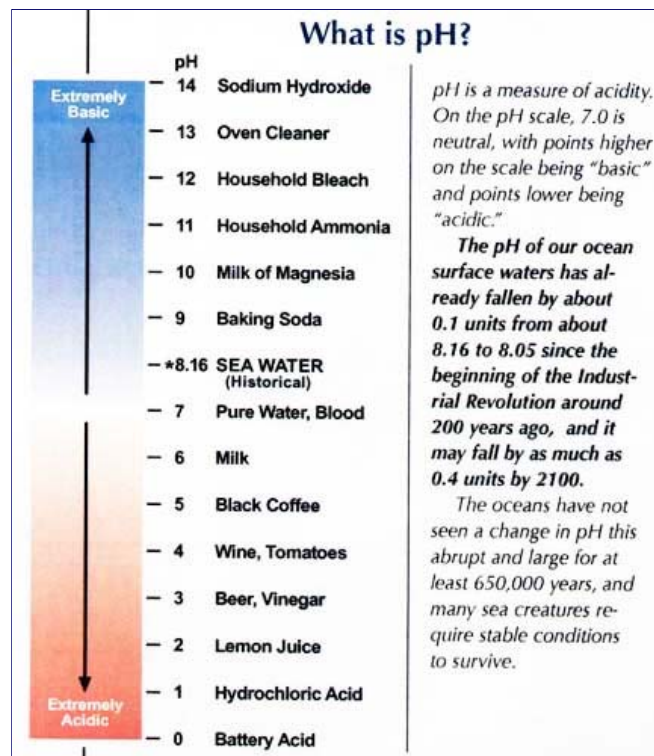 What is pH?
pH
Extremely
Basic
14 Sodium Hydroxide
13 Oven Cleaner
12 Household Bleach
11 Household Ammonia
10 Milk of Magnesia
9 Baking Soda
*8.16 SEA WATER
(Historical)
7 Pure Water, Blood
6 Milk
5 Black Coffee
4 Wine, Tomatoes
3 Beer, Vinegar
2 Lemon Juice
1 Hydrochloric Acid
Extremely
Acidic
0 Battery Acid
pH is a measure of acidity.
On the pH scale, 7.0 is
neutral, with points higher
on the scale being “basic”
and points lower being
“acidic.”
The pH of our ocean
surface waters has al-
ready fallen by about
0.1 units from about
8.16 to 8.05 since the
beginning of the Indust-
rial Revolution around
200 years ago, and it
may fall by as much as
0.4 units by 2100.
The oceans have not
seen a change in pH this
abrupt and large for at
least 650,000 years, and
many sea creatures re-
quire stable conditions
to survive.